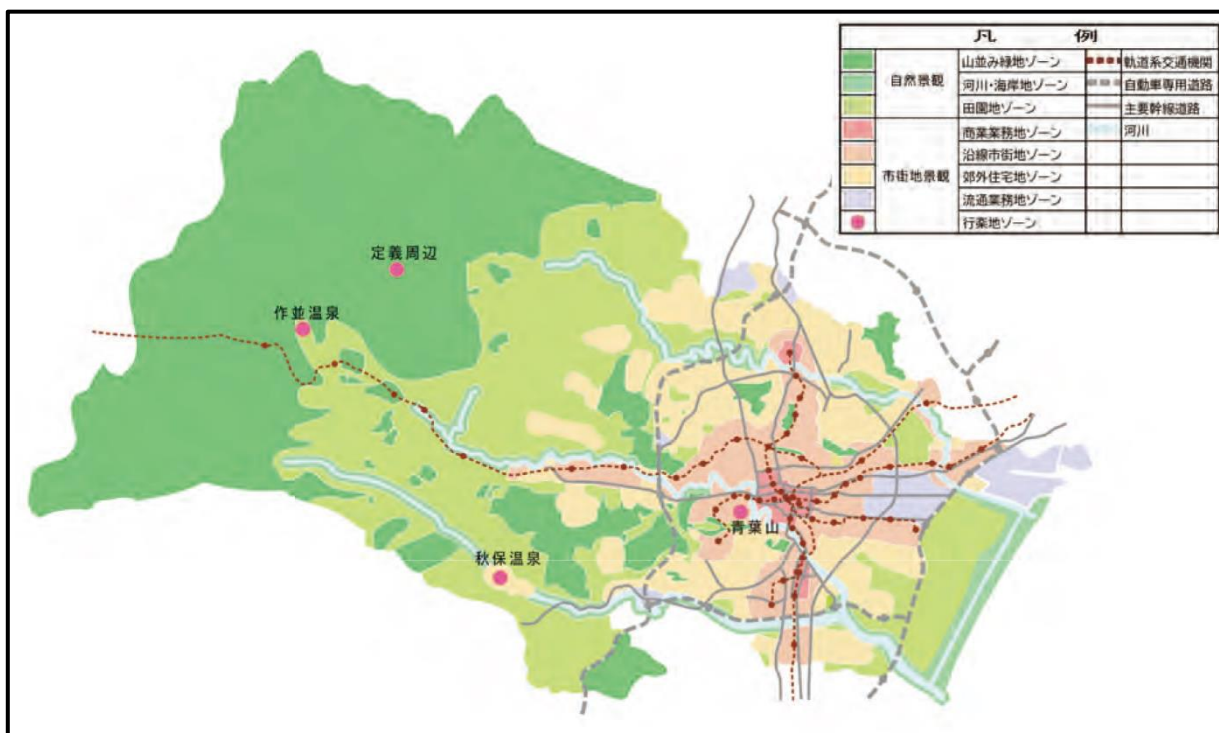 凡 例
自然景観
山並み緑地ゾーン
河川・海岸地ゾーン
田園地ゾーン
市街地景観
商業業務地ゾーン
沿線市街地ゾーン
郊外住宅地ゾーン
流通業務地ゾーン
行楽地ゾーン
軌道系交通機関
自動車専用道路
主要幹線道路
河川
定義周辺
作並温泉
青葉山
秋保温泉